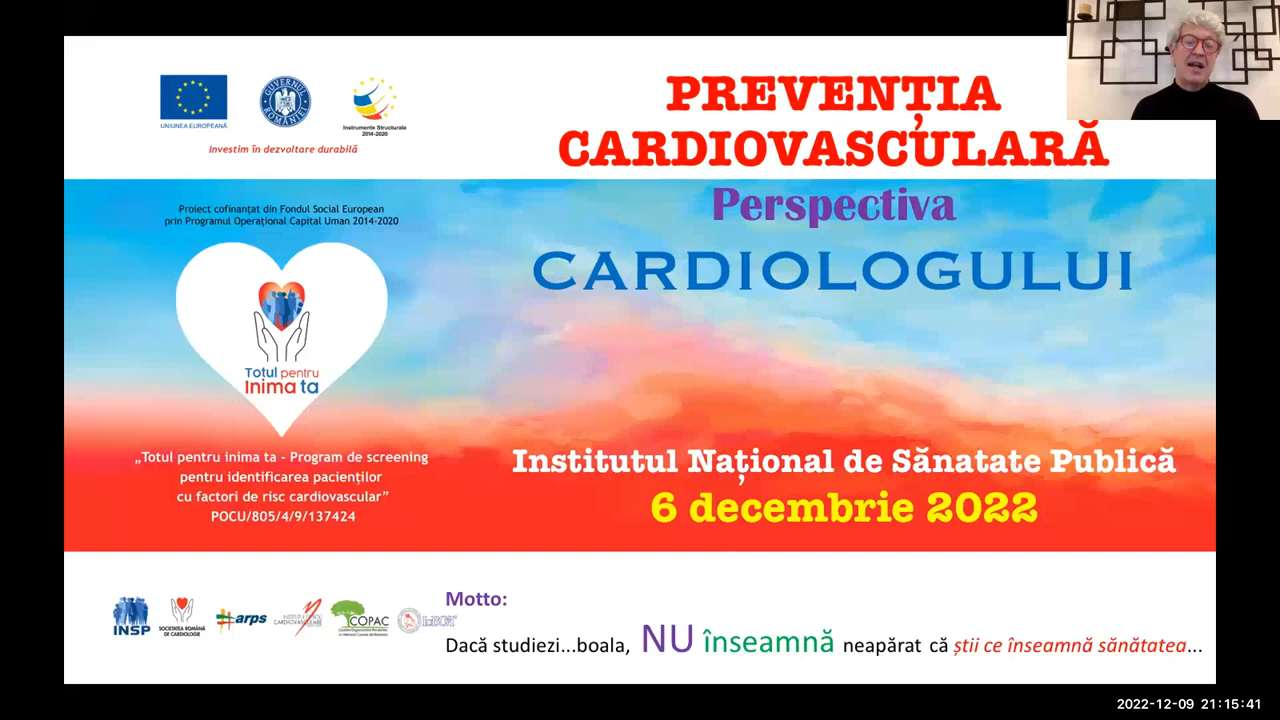 UNIUNEA EUROPEANĂ
GUVERNUL ROMÂNIEI
Instrumente Structurale
2014-2020
Investim în dezvoltare durabilă
PREVENȚIA
CARDIOVASCULARĂ
Perspectiva
CARDIOLOGULUI
Proiect cofinanțat din Fondul Social European
prin Programul Operațional Capital Uman 2014-2020
Totul pentru
Inima ta
„Totul pentru inima ta - Program de screening
pentru identificarea pacienților
cu factori de risc cardiovascular”
POCU/805/4/9/137424
Institutul Național de Sănatate Publică
6 decembrie 2022
INSP
SOCIETATEA ROMÂNĂ
DE CARDIOLOGIE
arps
CARDIOVASCULARE
COPAC
Motto:
Dacă studiezi...boala, NU înseamnă neapărat că știi ce înseamnă sănătatea...
2022-12-09 21:15:41